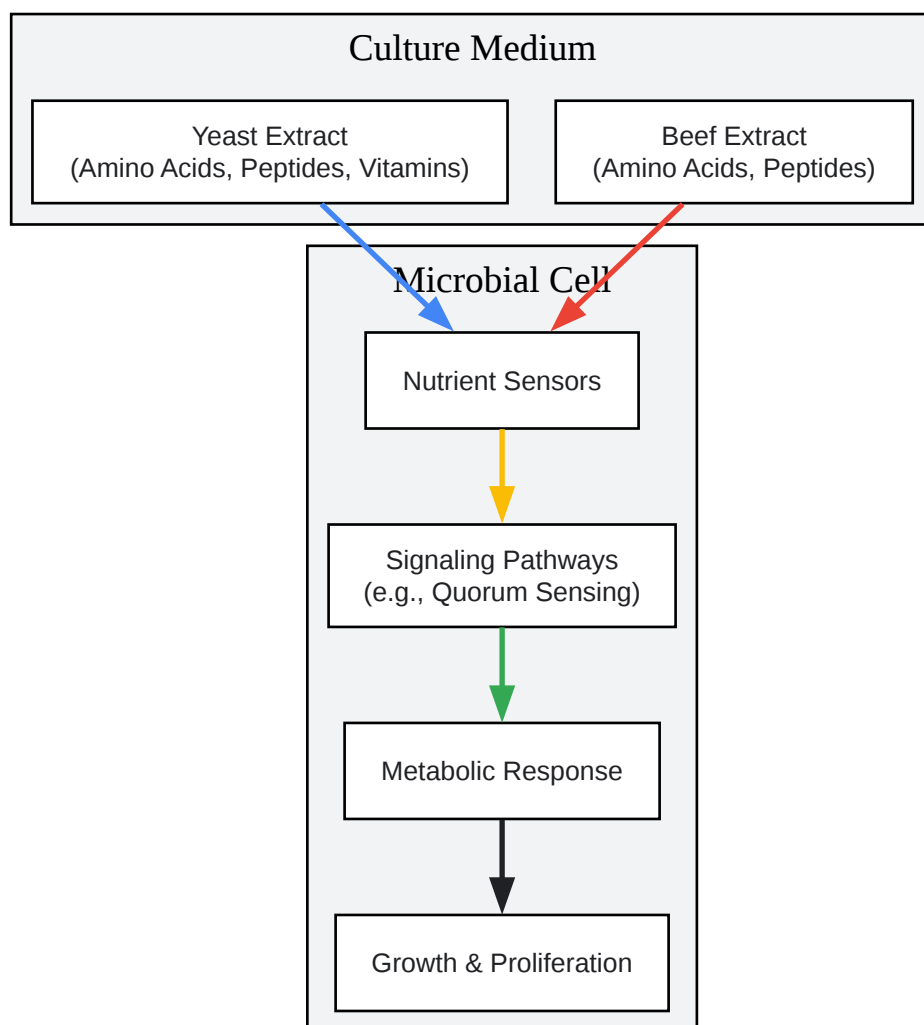 Culture Medium
Yeast Extract
(Amino Acids, Peptides, Vitamins)
Beef Extract
(Amino Acids, Peptides)
Microbial Cell
Nutrient Sensors
Signaling Pathways
(e.g., Quorum Sensing)
Metabolic Response
Growth & Proliferation